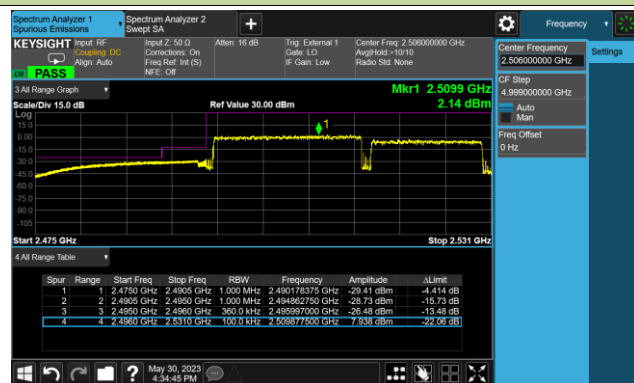 Spectrum Analyzer 1
Spurious Emissions
Spectrum Analyzer 2
Swept SA
Frequency
KEYSIGHT
Input: RF
Coupling: DC
Align: Auto
Input Z: 50 Ω
Corrections: On
Freq Ref: Int (S)
NFE: Off
Atten: 16 dB
Trig: External 1
Gate: LO
IF Gain: Low
Center Freq: 2.506000000 GHz
Avg|Hold:>10/10
Radio Std: None
PASS
3 All Range Graph
Scale/Div 15.0 dB
Ref Value 30.00 dBm
Mkr1 2.5099 GHz
2.14 dBm
Log
15.0
0.00
-15.0
-30.0
-45.0
-60.0
-75.0
-90.0
-105
1
Start 2.475 GHz
Stop 2.531 GHz
4 All Range Table
Spur Range Start Freq Stop Freq RBW Frequency Amplitude ΔLimit
1 1 2.4750 GHz 2.4905 GHz 1.000 MHz 2.490178375 GHz -29.41 dBm -4.414 dB
2 2 2.4905 GHz 2.4950 GHz 1.000 MHz 2.494862750 GHz -28.73 dBm -15.73 dB
3 3 2.4950 GHz 2.4960 GHz 360.0 kHz 2.495997000 GHz -26.48 dBm -13.48 dB
4 4 2.4960 GHz 2.5310 GHz 100.0 kHz 2.509877500 GHz 7.938 dBm -22.06 dB
Center Frequency
2.506000000 GHz
Settings
CF Step
4.999000000 GHz
Auto
Man
Freq Offset
0 Hz
May 30, 2023
4:34:45 PM